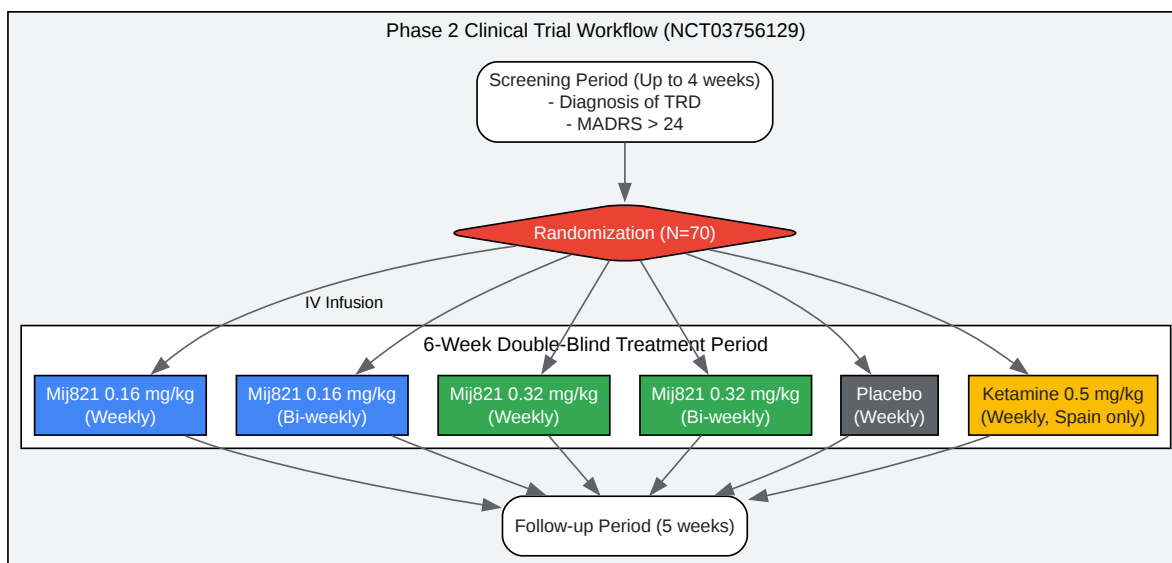 Phase 2 Clinical Trial Workflow (NCT03756129)
Screening Period (Up to 4 weeks)
- Diagnosis of TRD
- MADRS > 24
Randomization (N=70)
IV Infusion
6-Week Double-Blind Treatment Period
Mij821 0.16 mg/kg
(Weekly)
Mij821 0.16 mg/kg
(Bi-weekly)
Mij821 0.32 mg/kg
(Weekly)
Mij821 0.32 mg/kg
(Bi-weekly)
Placebo
(Weekly)
Ketamine 0.5 mg/kg
(Weekly, Spain only)
Follow-up Period (5 weeks)